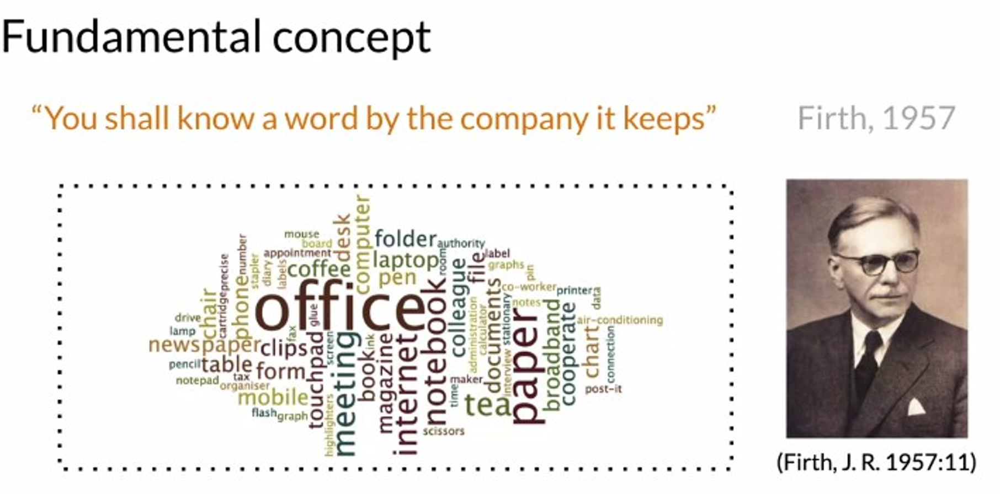 Fundamental concept
“You shall know a word by the company it keeps”
Firth, 1957
computer
desk
mouse
board
folder
authority
number
appointment
label
precise
stapler
diary
labels
coffee
laptop
room
file
graphs
pin
pen
colleague
co-worker
printer
data
chair
cartridge
phone
office
glue
notebook
documents
notes
drive
lamp
fax
administration
calculator
stationary
paper
broadband
cooperate
air-conditioning
newspaper
clips
touchpad
screen
meeting
ink
book
magazine
internet
interview
chart
connection
pencil
table
form
notepad
tax
organiser
maker
time
post-it
mobile
tea
flash
graph
highlighters
scissors
(Firth, J. R. 1957:11)